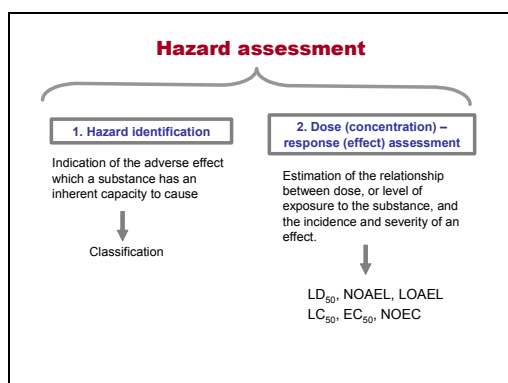 Hazard assessment
1. Hazard identification
Indication of the adverse effect
which a substance has an
inherent capacity to cause
Classification
2. Dose (concentration) –
response (effect) assessment
Estimation of the relationship
between dose, or level of
exposure to the substance, and
the incidence and severity of an
effect.
LD50, NOAEL, LOAEL
LC50, EC50, NOEC